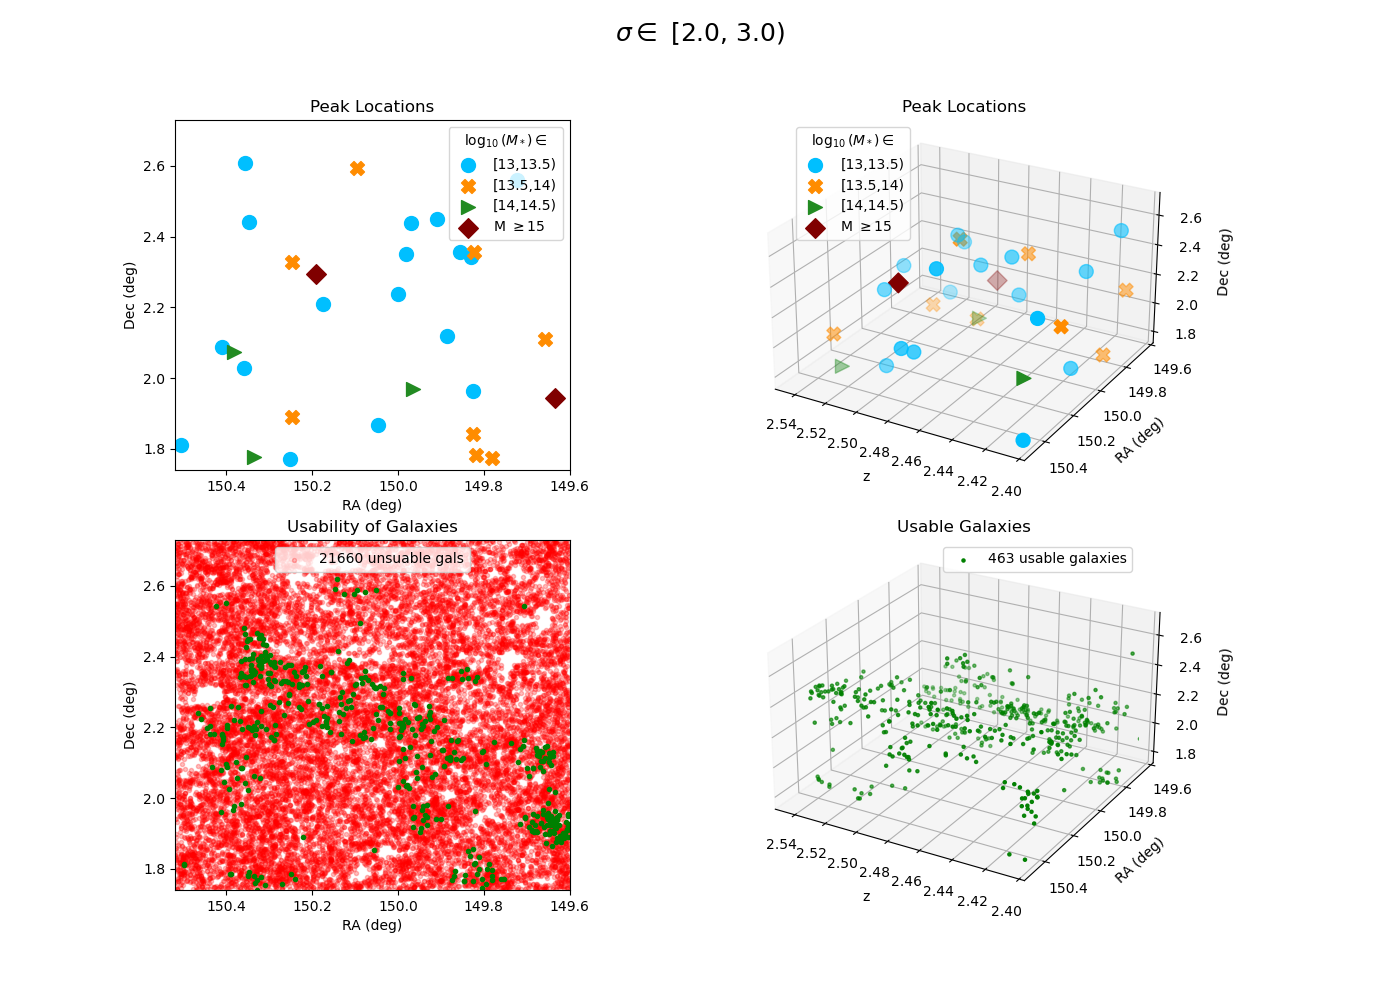 σ ∈ [2.0, 3.0)
Peak Locations
log₁₀(M*) ∈
[13,13.5)
[13.5,14)
[14,14.5)
M ≥15
2.6
2.4
2.2
2.0
1.8
Dec (deg)
150.4 150.2 150.0 149.8 149.6
RA (deg)
Peak Locations
log₁₀(M*) ∈
[13,13.5)
[13.5,14)
[14,14.5)
M ≥15
2.6
2.4
2.2
2.0
1.8
Dec (deg)
149.6
149.8
150.0
150.2
150.4
RA (deg)
2.54 2.52 2.50 2.48 2.46 2.44 2.42 2.40
z
Usability of Galaxies
21660 unsuable gals
2.6
2.4
2.2
2.0
1.8
Dec (deg)
150.4 150.2 150.0 149.8 149.6
RA (deg)
Usable Galaxies
463 usable galaxies
2.6
2.4
2.2
2.0
1.8
Dec (deg)
149.6
149.8
150.0
150.2
150.4
RA (deg)
2.54 2.52 2.50 2.48 2.46 2.44 2.42 2.40
z